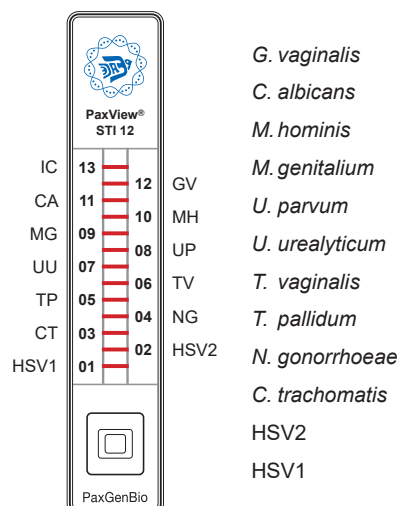 PaxView®
STI 12
IC 13
12 GV
CA 11
10 MH
MG 09
08 UP
UU 07
06 TV
TP 05
04 NG
CT 03
02 HSV2
HSV1 01
PaxGenBio
G. vaginalis
C. albicans
M. hominis
M. genitalium
U. parvum
U. urealyticum
T. vaginalis
T. pallidum
N. gonorrhoeae
C. trachomatis
HSV2
HSV1